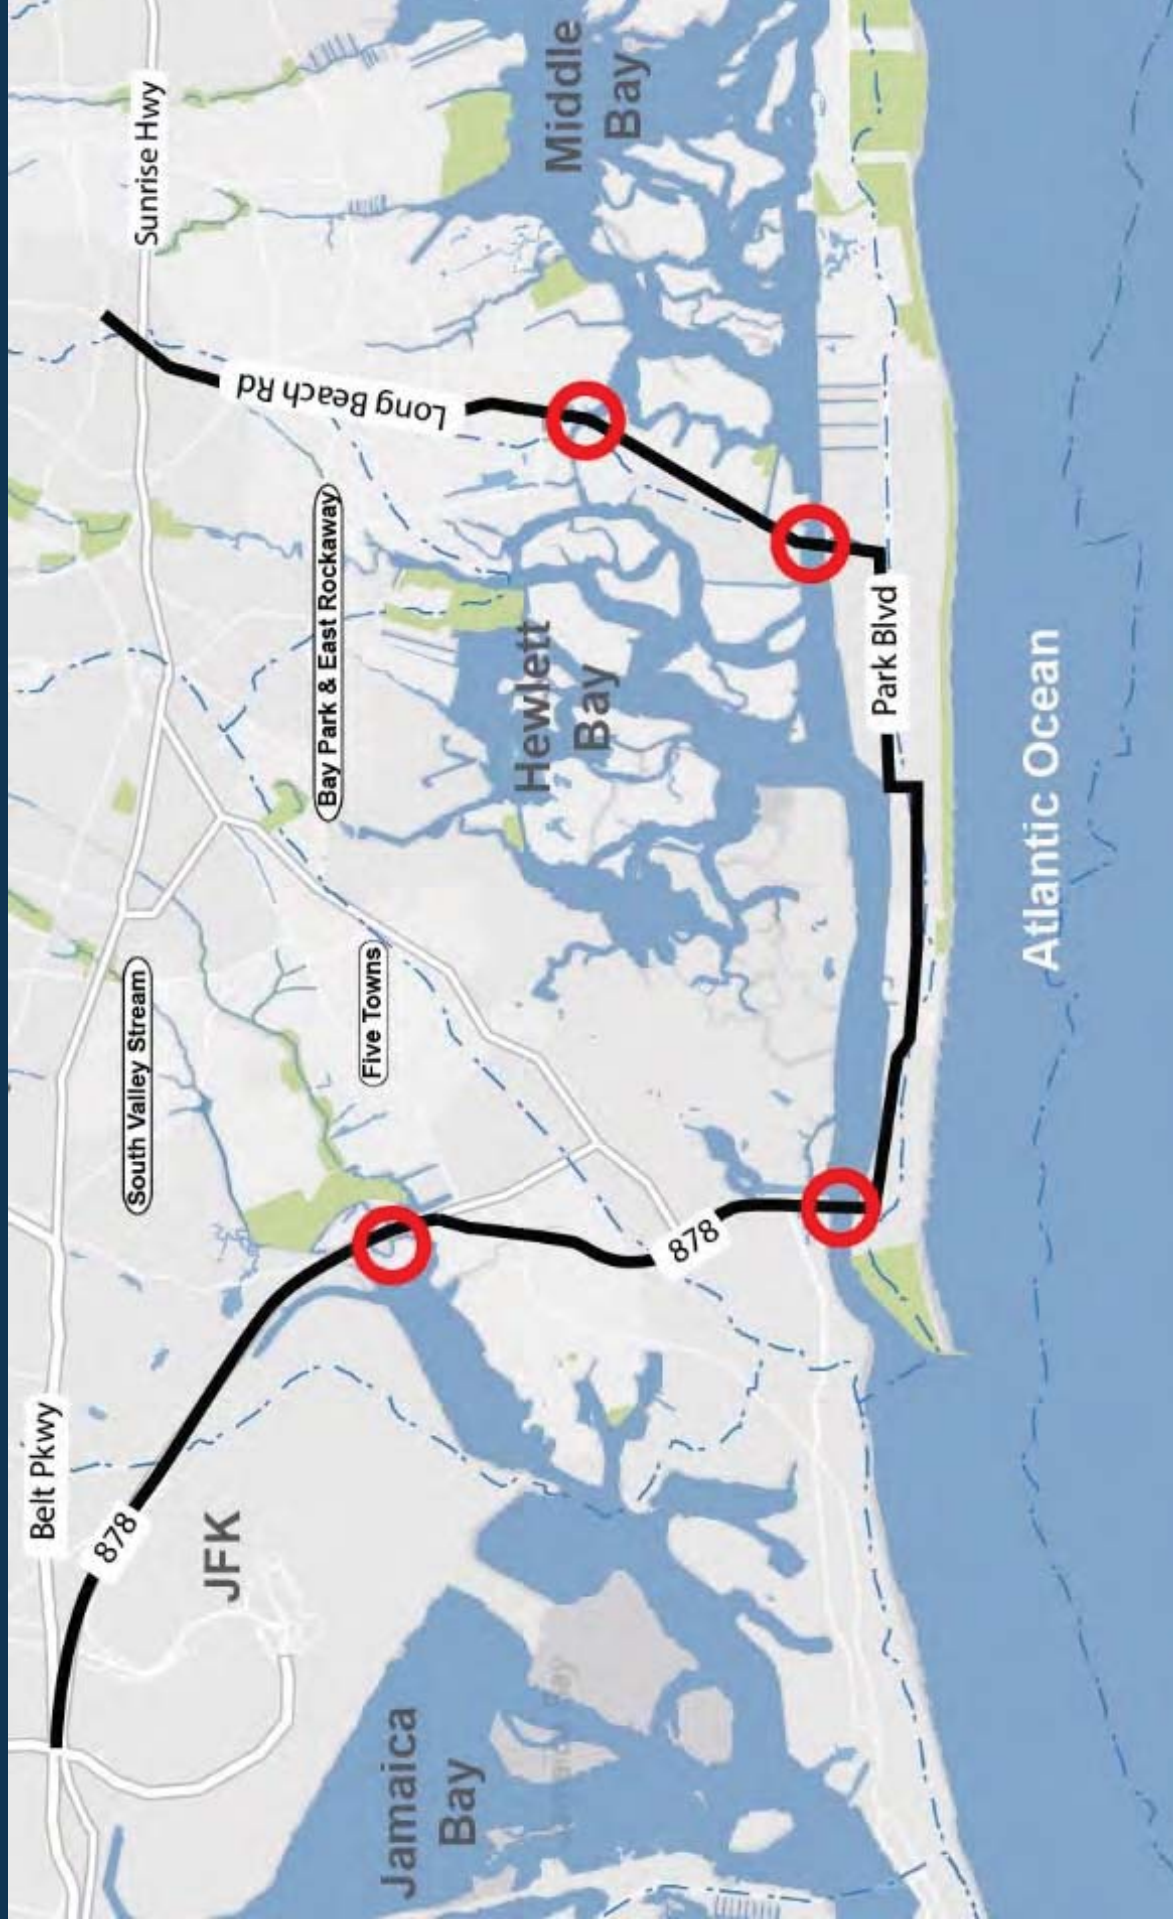 Belt Pkwy
878
JFK
Jamaica
Bay
South Valley Stream
Five Towns
878
Sunrise Hwy
Long Beach Rd
Bay Park & East Rockaway
Hewlett
Bay
Middle
Bay
Park Blvd
Atlantic Ocean